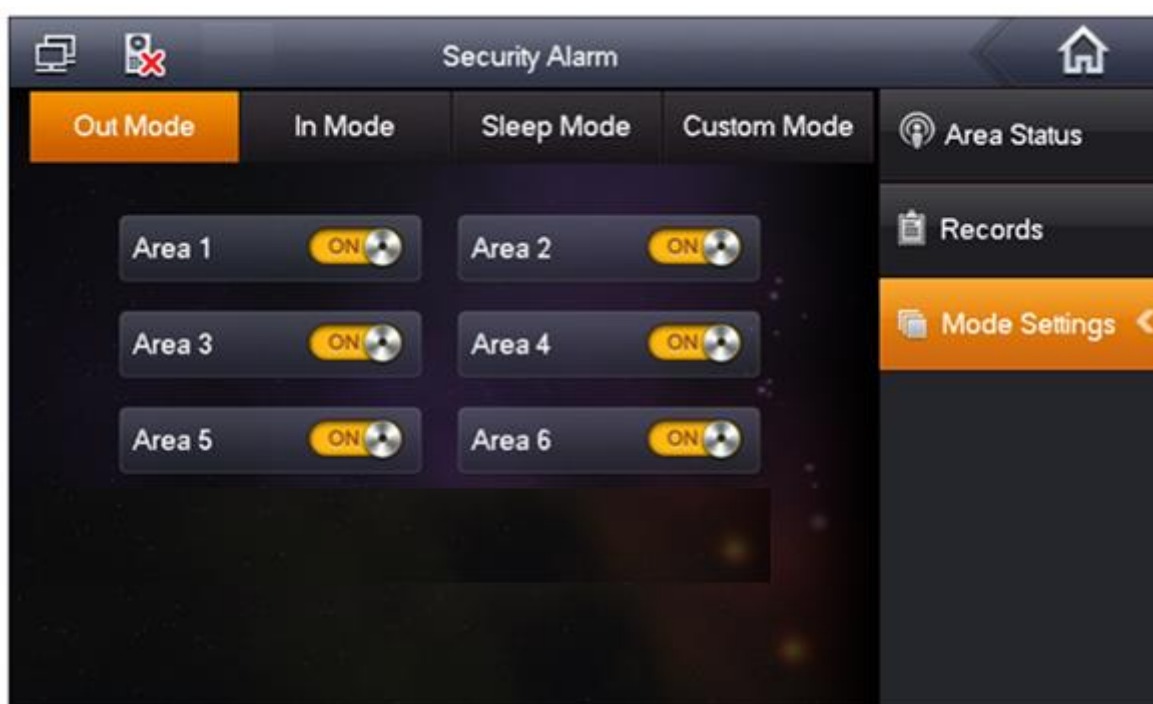 Security Alarm
Out Mode In Mode Sleep Mode Custom Mode
Area Status
Area 1 ON Area 2 ON
Records
Area 3 ON Area 4 ON
Mode Settings
Area 5 ON Area 6 ON